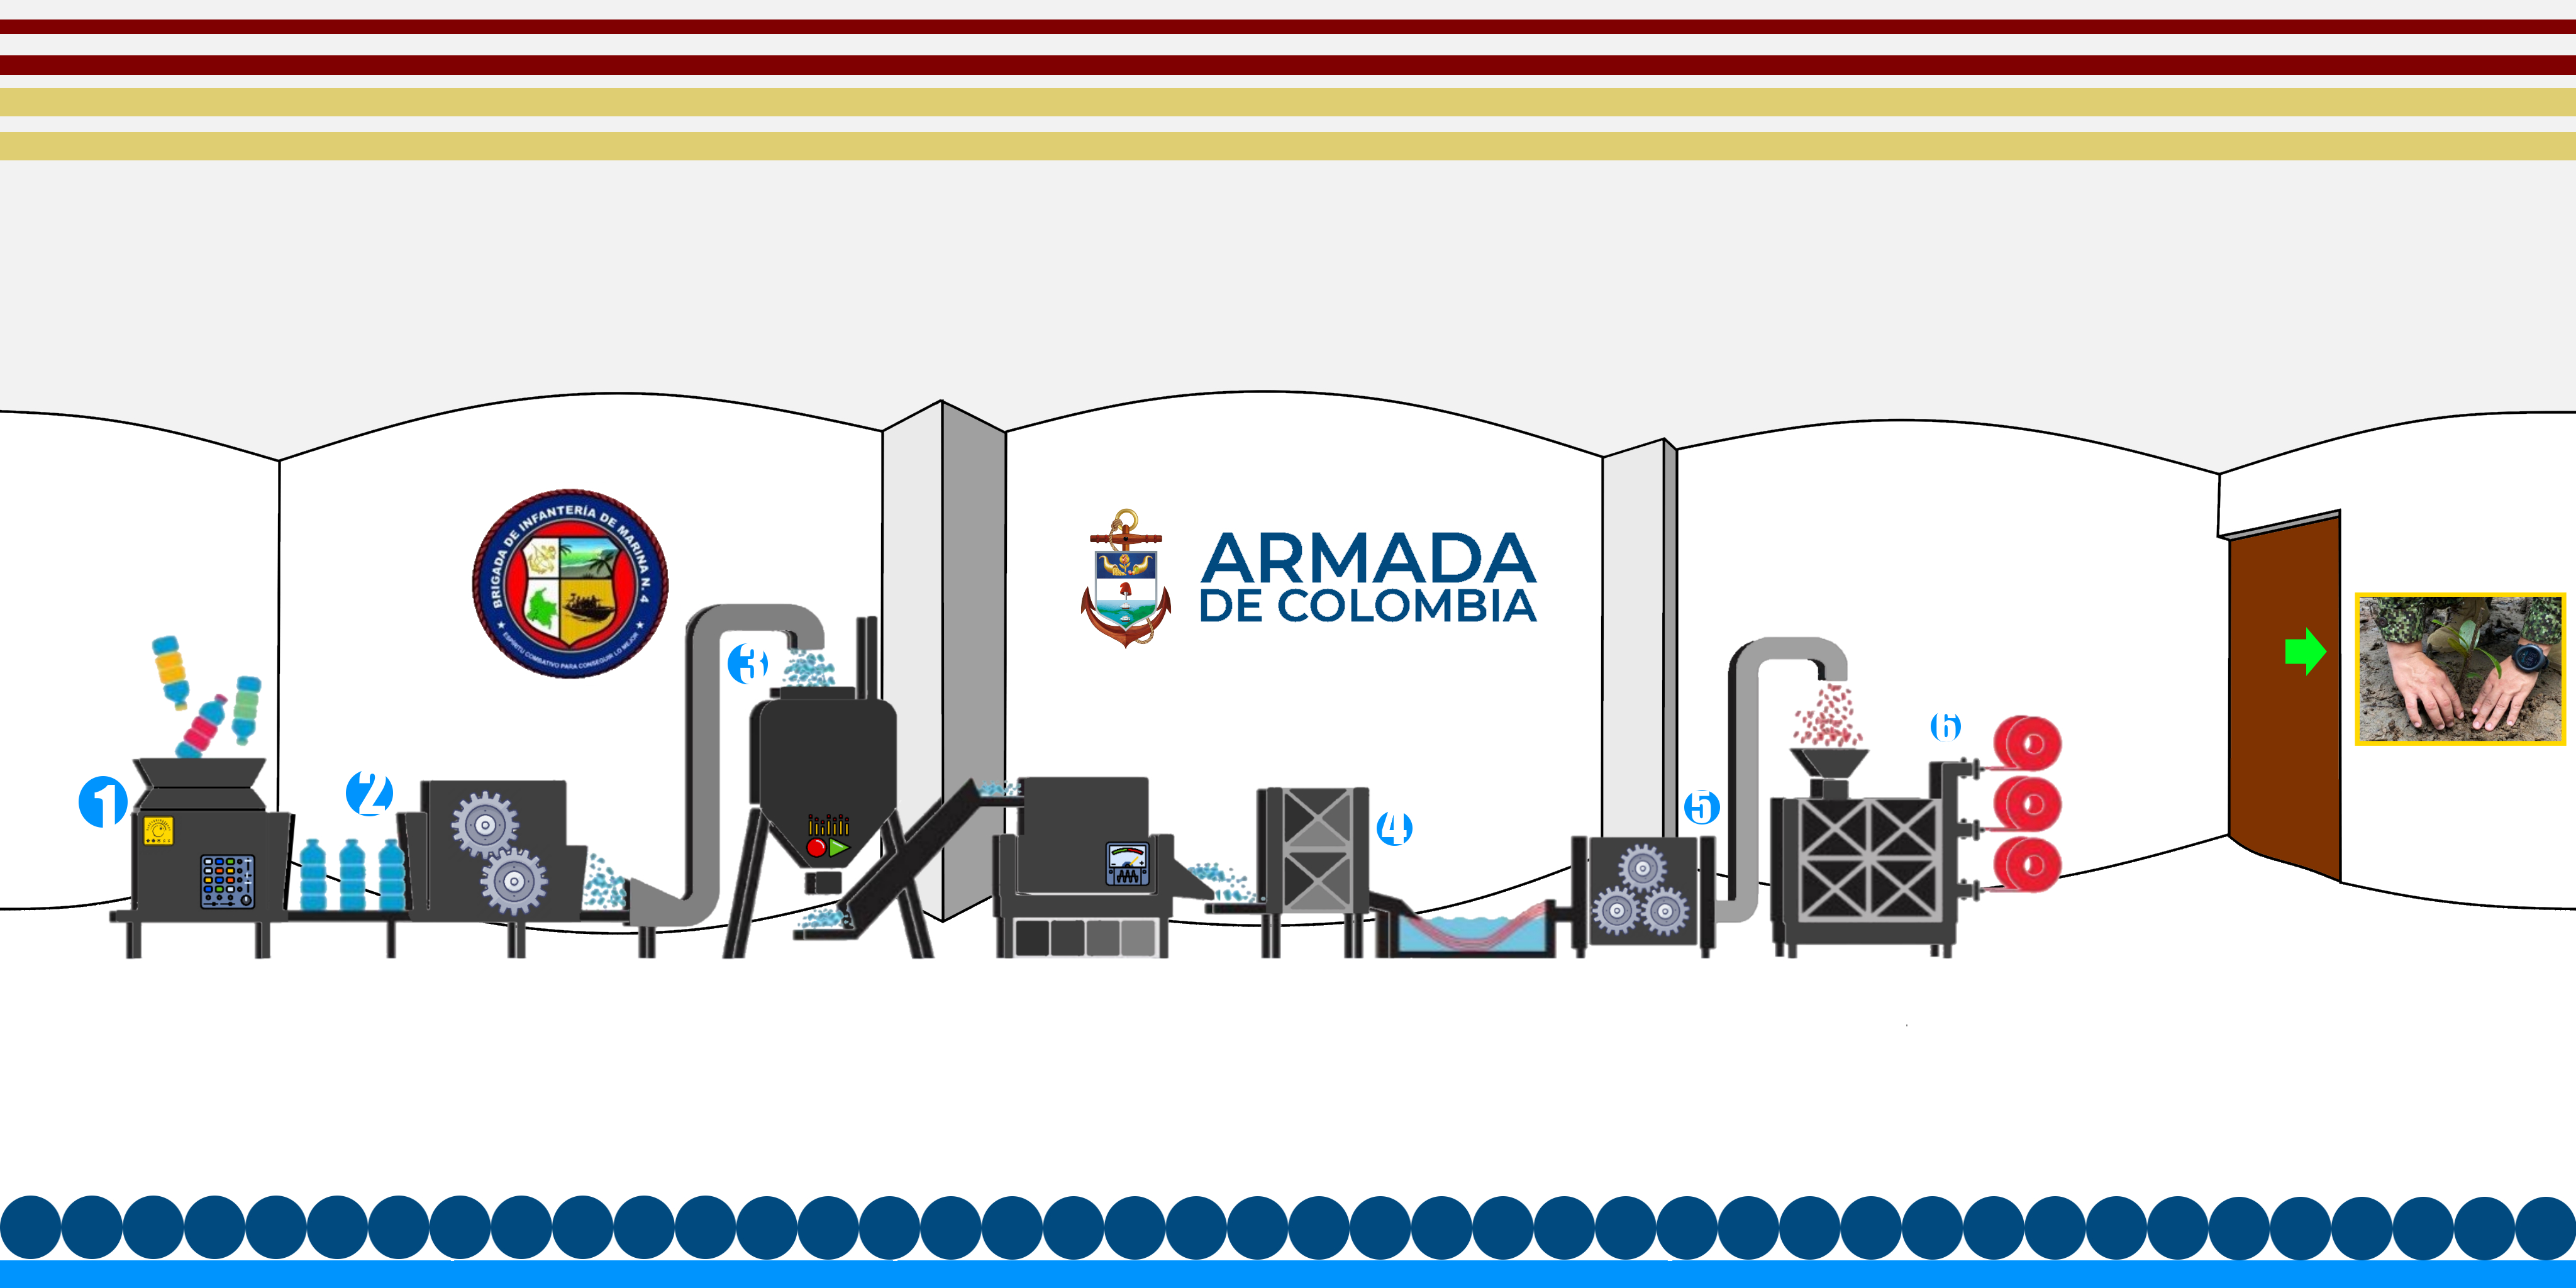 BRIGADA DE INFANTERÍA DE MARINA N. 4
★ ESPÍRITU COMBATIVO PARA CONSEGUIR LO MEJOR ★
ARMADA
DE COLOMBIA
1
2
3
4
5
6